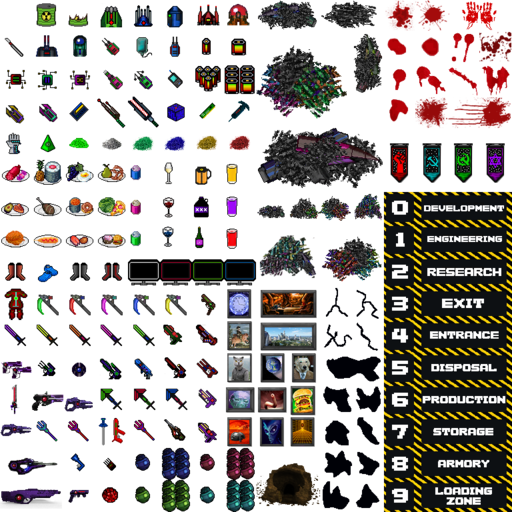 0 DEVELOPMENT
1 ENGINEERING
2 RESEARCH
3 EXIT
4 ENTRANCE
5 DISPOSAL
6 PRODUCTION
7 STORAGE
8 ARMORY
9 LOADING
ZONE
XXX